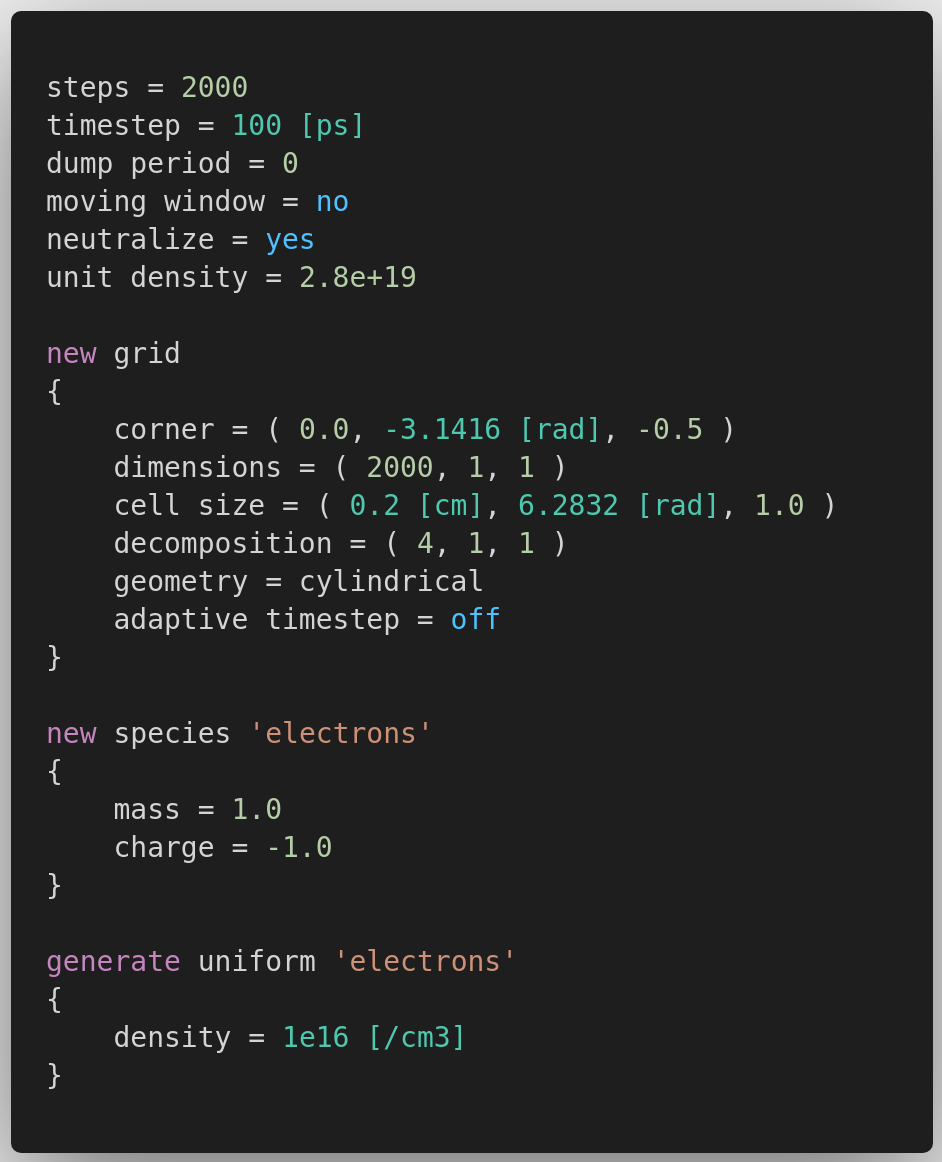 steps = 2000
timestep = 100 [ps]
dump period = 0
moving window = no
neutralize = yes
unit density = 2.8e+19

new grid
{
    corner = ( 0.0, -3.1416 [rad], -0.5 )
    dimensions = ( 2000, 1, 1 )
    cell size = ( 0.2 [cm], 6.2832 [rad], 1.0 )
    decomposition = ( 4, 1, 1 )
    geometry = cylindrical
    adaptive timestep = off
}

new species 'electrons'
{
    mass = 1.0
    charge = -1.0
}

generate uniform 'electrons'
{
    density = 1e16 [/cm3]
}